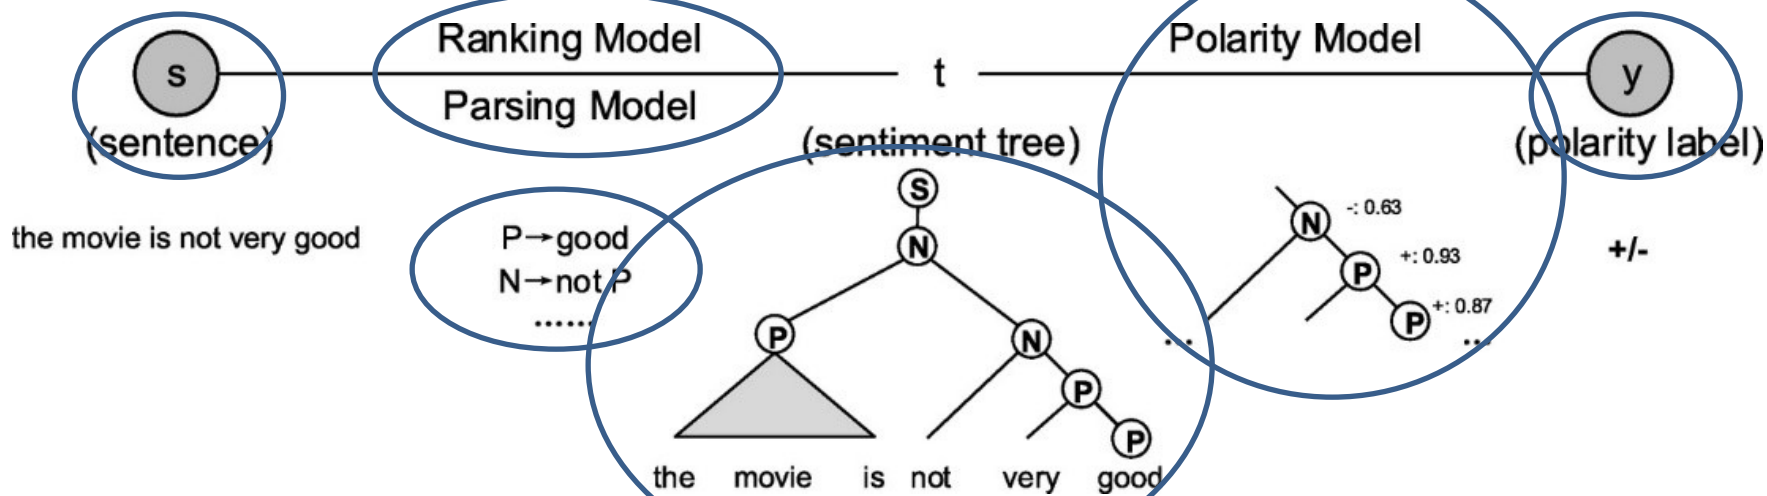 Ranking Model
Polarity Model
s
t
y
Parsing Model
(sentence)
(sentiment tree)
(polarity label)
the movie is not very good
P→good
N→not P
......
S
N
P
N
P
P
the movie is not very good
N -: 0.63
P +: 0.93
P +: 0.87
...
...
+/-